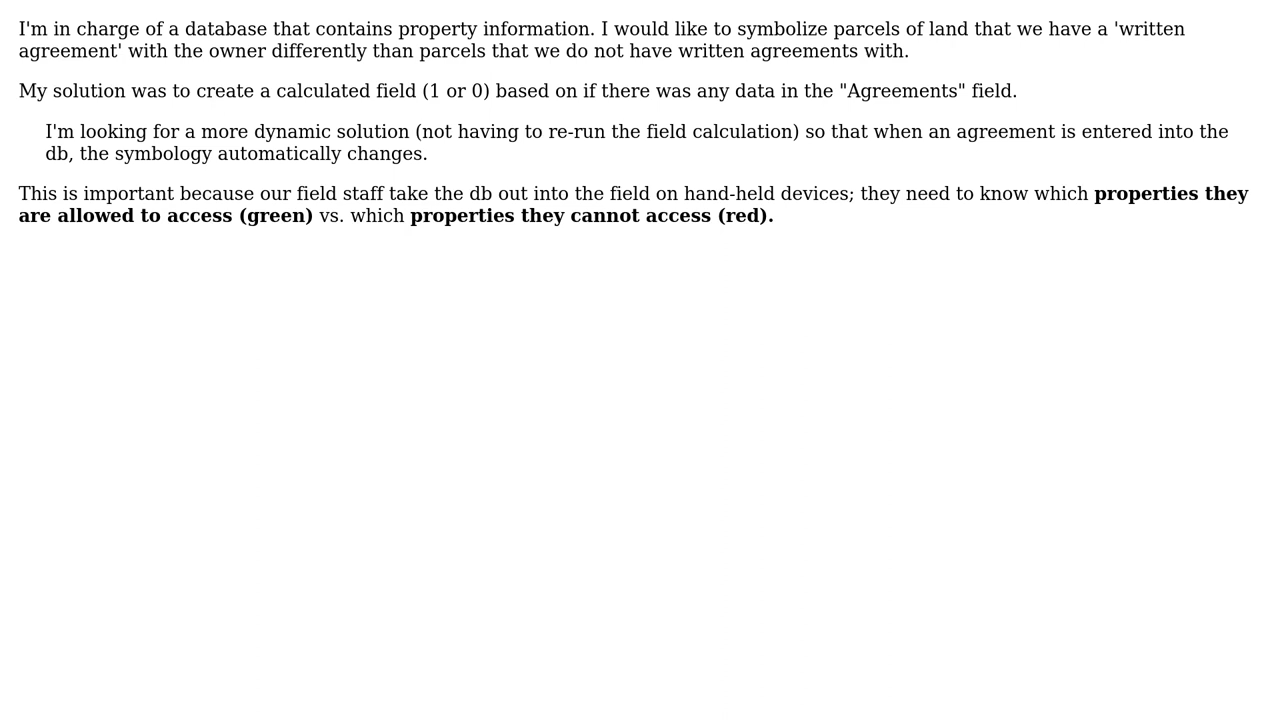 I'm in charge of a database that contains property information. I would like to symbolize parcels of land that we have a 'written
agreement' with the owner differently than parcels that we do not have written agreements with.
My solution was to create a calculated field (1 or 0) based on if there was any data in the "Agreements" field.
I'm looking for a more dynamic solution (not having to re-run the field calculation) so that when an agreement is entered into the
db, the symbology automatically changes.
This is important because our field staff take the db out into the field on hand-held devices; they need to know which properties they
are allowed to access (green) vs. which properties they cannot access (red).